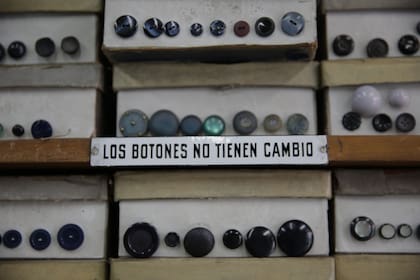 LOS BOTONES NO TIENEN CAMBIO